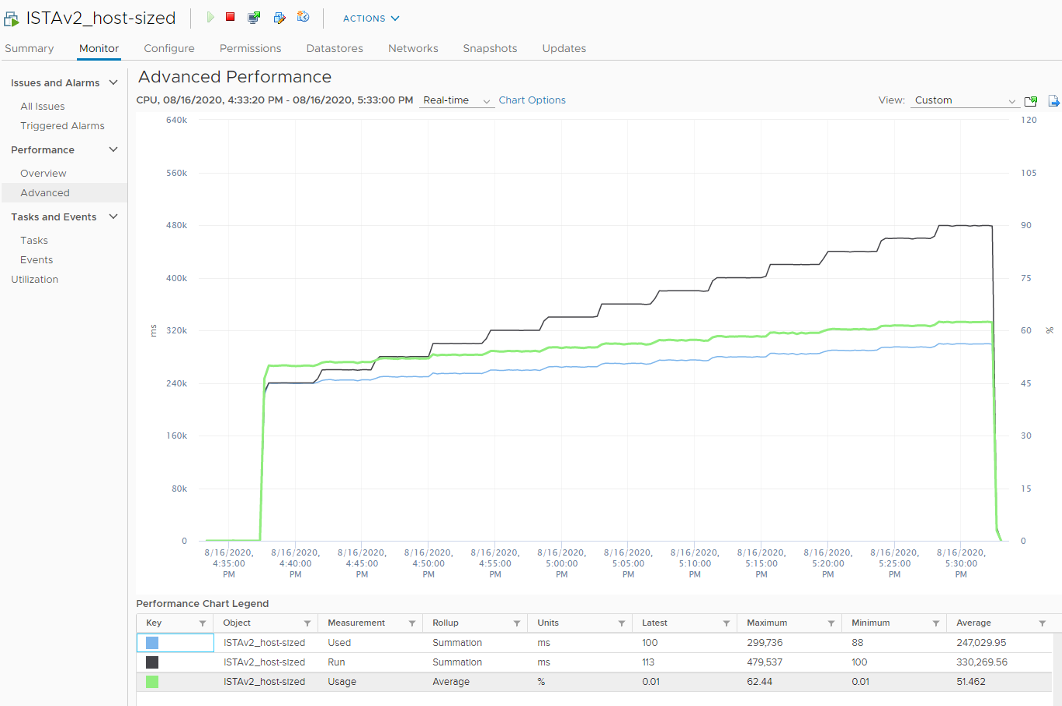 ISTAv2_host-sized ACTIONS
Summary Monitor Configure Permissions Datastores Networks Snapshots Updates
Issues and Alarms
All Issues
Triggered Alarms
Performance
Overview
Advanced
Tasks and Events
Tasks
Events
Utilization
Advanced Performance
CPU, 08/16/2020, 4:33:20 PM - 08/16/2020, 5:33:00 PM Real-time Chart Options View: Custom
640k 120
560k 105
480k 90
400k 75
320k 60
ms %
240k 45
160k 30
80k 15
0 0
8/16/2020, 8/16/2020, 8/16/2020, 8/16/2020, 8/16/2020, 8/16/2020, 8/16/2020, 8/16/2020, 8/16/2020, 8/16/2020, 8/16/2020, 8/16/2020,
4:35:00 4:40:00 4:45:00 4:50:00 4:55:00 5:00:00 5:05:00 5:10:00 5:15:00 5:20:00 5:25:00 5:30:00
PM PM PM PM PM PM PM PM PM PM PM PM
Performance Chart Legend
Key Object Measurement Rollup Units Latest Maximum Minimum Average
ISTAv2_host-sized Used Summation ms 100 299,736 88 247,029.95
ISTAv2_host-sized Run Summation ms 113 479,537 100 330,269.56
ISTAv2_host-sized Usage Average % 0.01 62.44 0.01 51.462